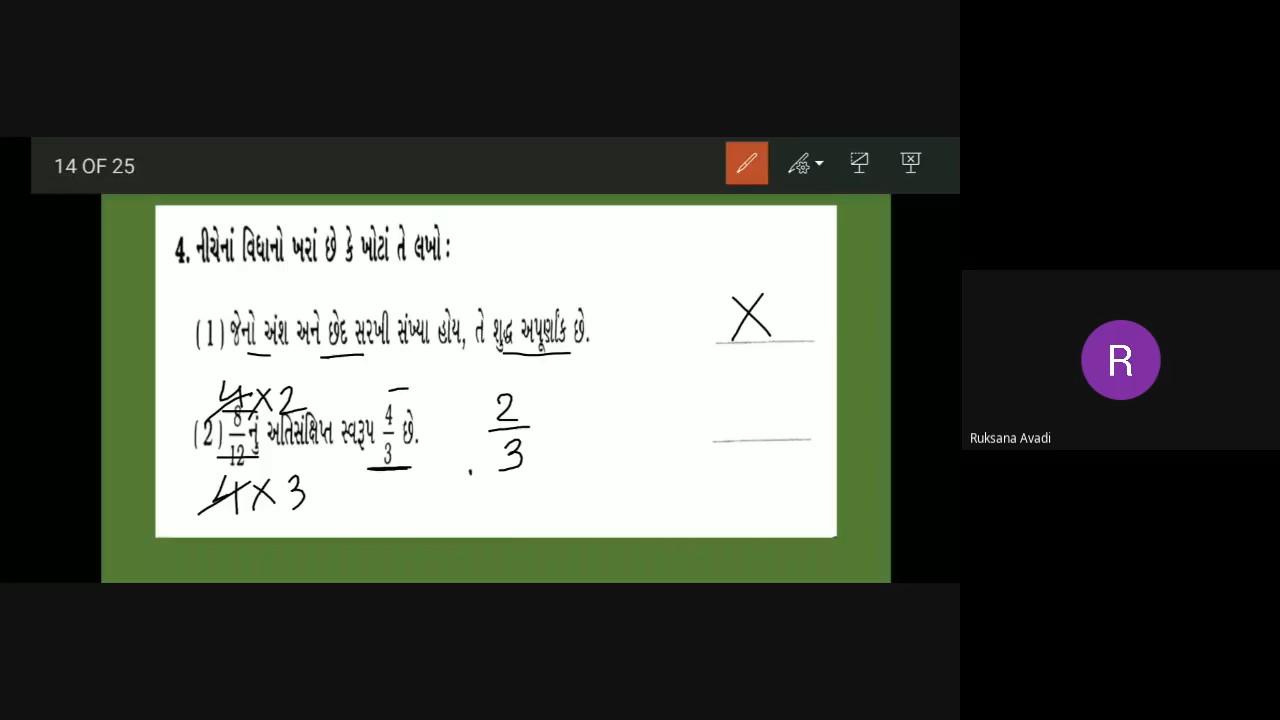 14 OF 25
4. નીચેનાં વિધાનો ખરાં છે કે ખોટાં તે લખો :
(1) જેનો અંશ અને છેદ સરખી સંખ્યા હોય, તે શુદ્ધ અપૂર્ણાંક છે. X
4 x 2
(2) 8/12 નું અતિસંક્ષિપ્ત સ્વરૂપ 4/3 છે. 2/3
4 x 3
R
Ruksana Avadi